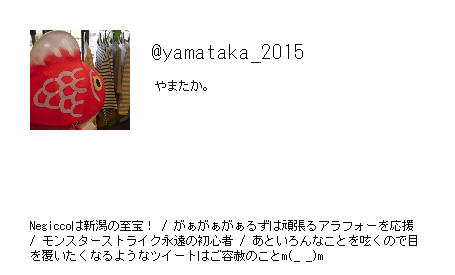 @yamataka_2015
やまたか。
Negiccoは新潟の至宝！ / がぁがぁがぁるずは頑張るアラフォーを応援
/ モンスターストライク永遠の初心者 / あといろんなことを呟くので目
を覆いたくなるようなツイートはご容赦のことm(_ _)m